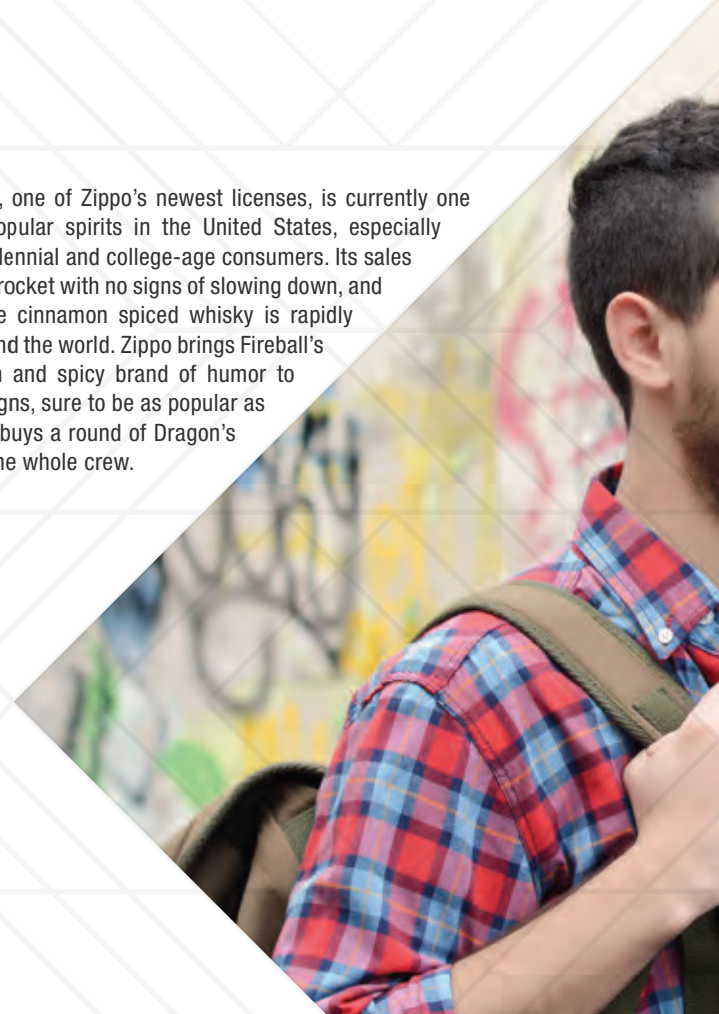 , one of Zippo’s newest licenses, is currently one
opular spirits in the United States, especially
lennial and college-age consumers. Its sales
rocket with no signs of slowing down, and
e cinnamon spiced whisky is rapidly
nd the world. Zippo brings Fireball’s
and spicy brand of humor to
gns, sure to be as popular as
buys a round of Dragon’s
he whole crew.